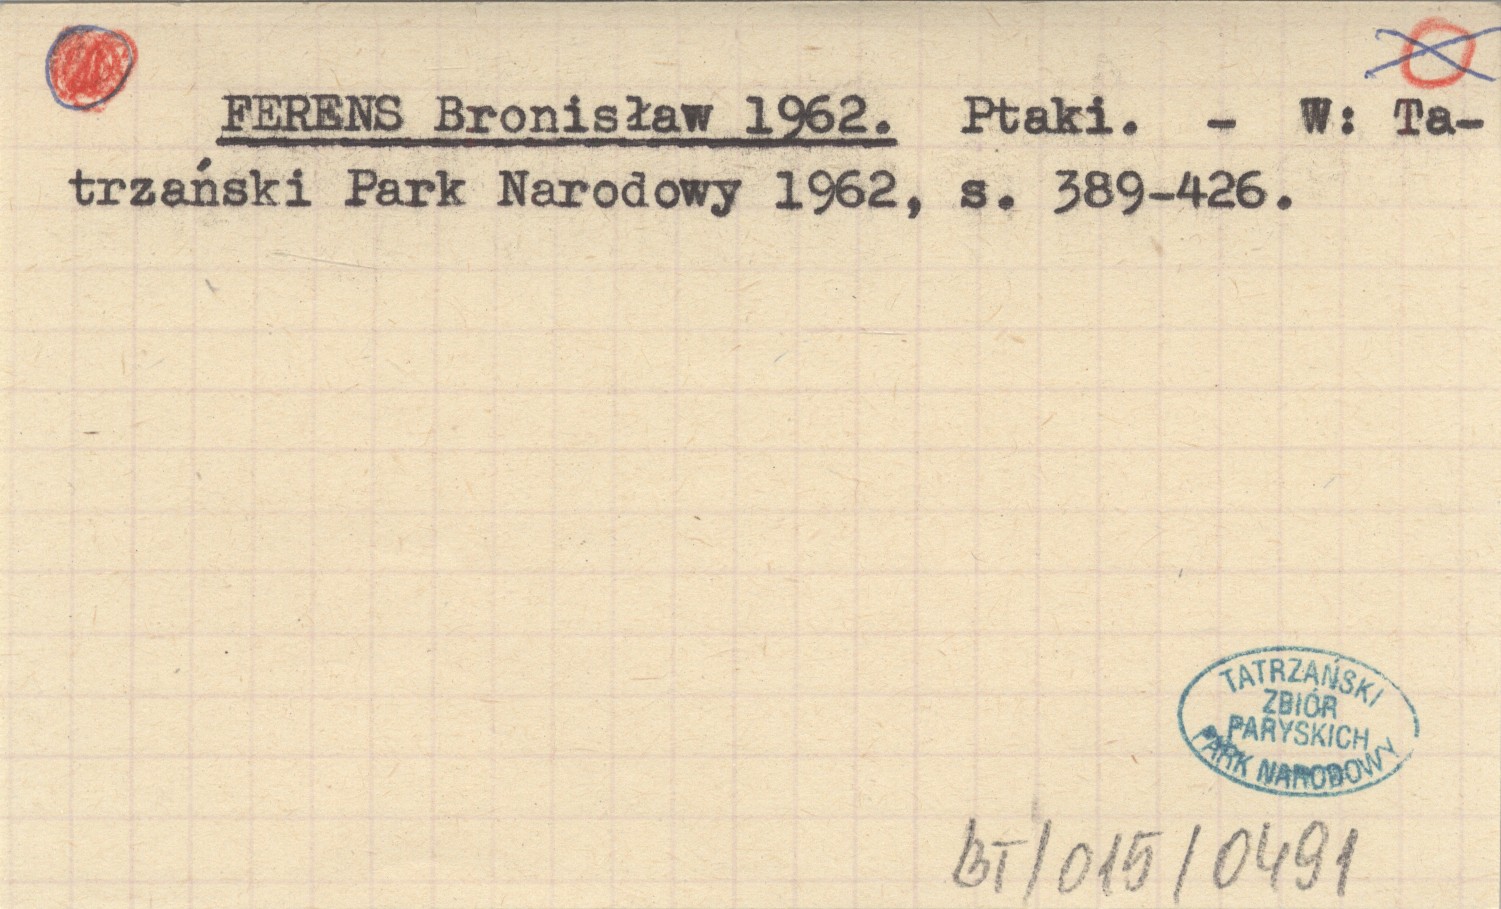 FERENS Bronisław 1962. Ptaki. - W: Ta-
trzański Park Narodowy 1962, s. 389-426.
TATRZAŃSKI
ZBIÓR
PARYSKICH
PARK NARODOWY
BT/015/0491